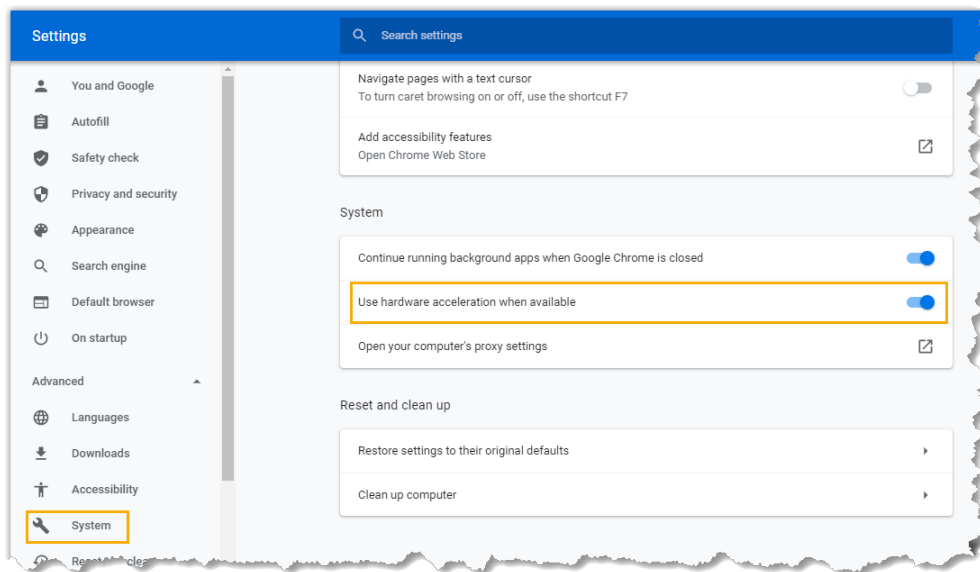 Settings
Search settings
You and Google
Autofill
Safety check
Privacy and security
Appearance
Search engine
Default browser
On startup
Advanced
Languages
Downloads
Accessibility
System
Navigate pages with a text cursor
To turn caret browsing on or off, use the shortcut F7
Add accessibility features
Open Chrome Web Store
System
Continue running background apps when Google Chrome is closed
Use hardware acceleration when available
Open your computer's proxy settings
Reset and clean up
Restore settings to their original defaults
Clean up computer